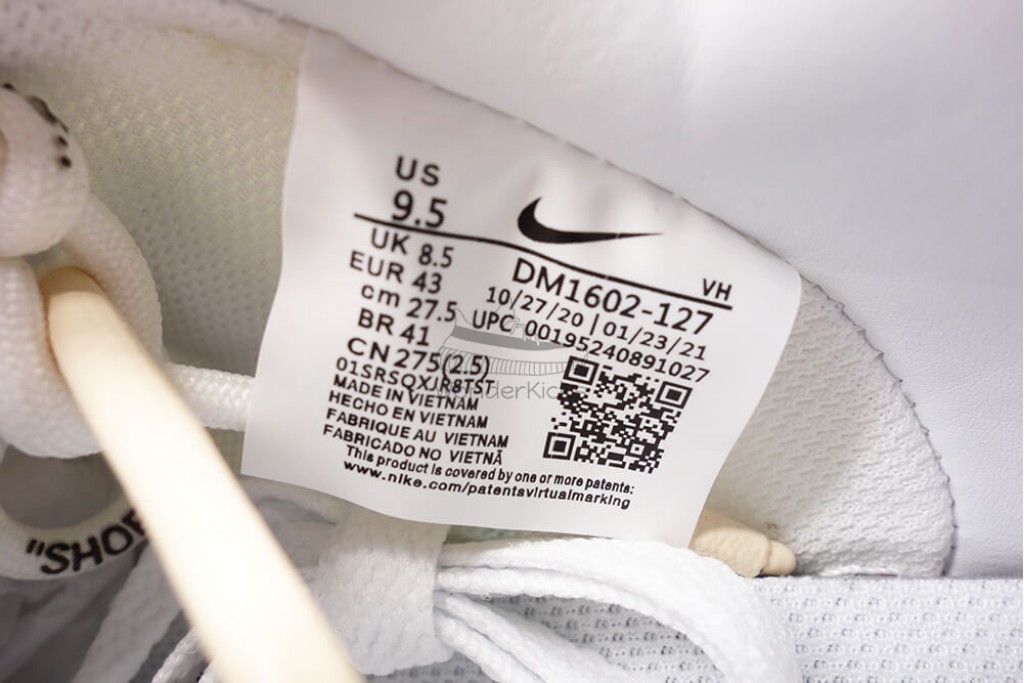 US
9.5
UK 8.5
EUR 43
cm 27.5
BR 41
CN 275(2.5)
01SRSQXJR8TST
MADE IN VIETNAM
HECHO EN VIETNAM
FABRIQUE AU VIETNAM
FABRICADO NO VIETNÃ
This product is covered by one or more patents:
www.nike.com/patentsvirtualmarking
VH
DM1602-127
10/27/20 | 01/23/21
UPC 00195240891027
"SHOE